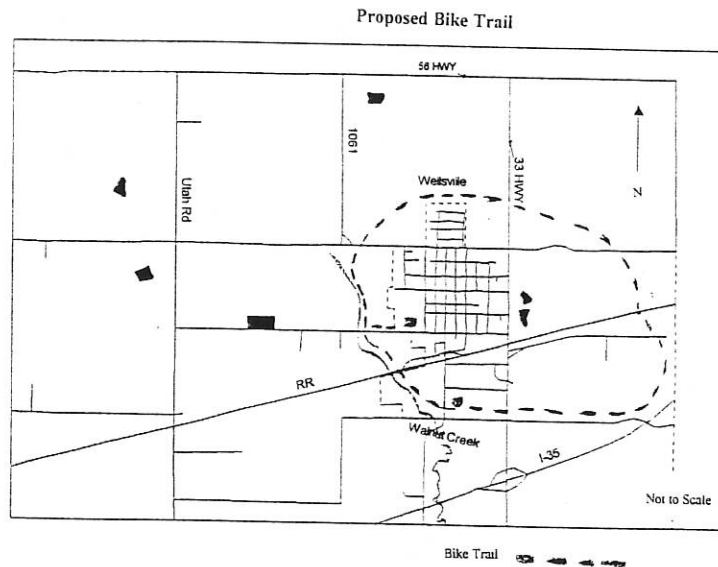 Proposed Bike Trail
56 HWY
1061
33 HWY
N
Utah Rd
Wellsville
RR
Walnut Creek
I-35
Not to Scale
Bike Trail